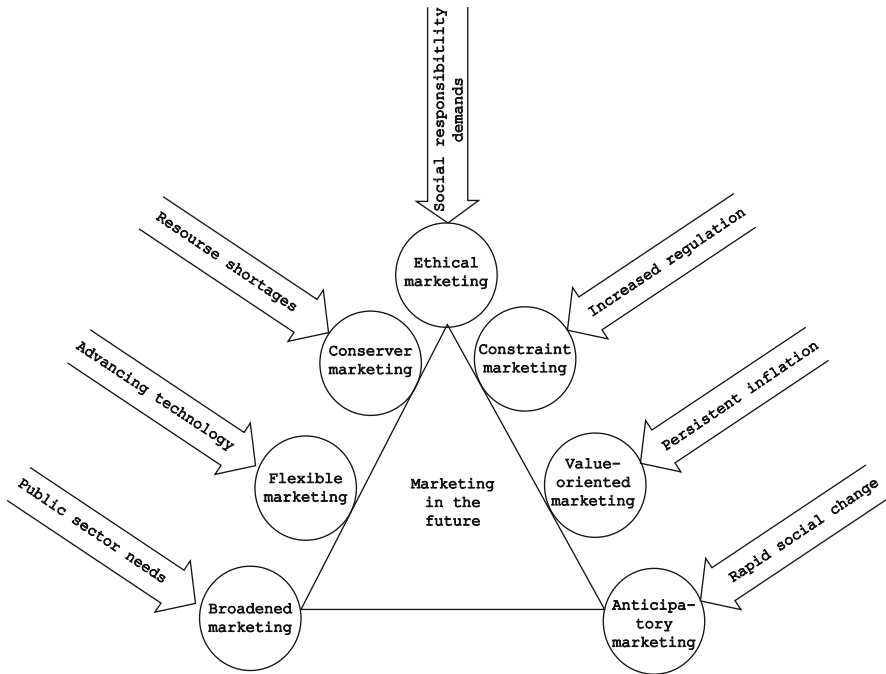 Social responsibitlity
demands
Resourse shortages
Increased regulation
Ethical
marketing
Conserver
marketing
Constraint
marketing
Advancing technology
Persistent inflation
Flexible
marketing
Marketing
in the
future
Value-
oriented
marketing
Public sector needs
Rapid social change
Broadened
marketing
Anticipa-
tory
marketing